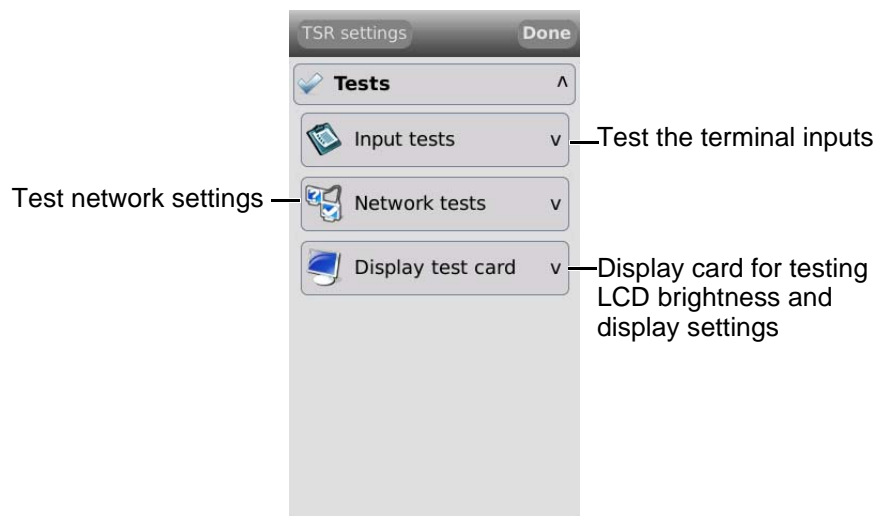 TSR settings Done
Tests ʌ
Input tests v
Test the terminal inputs
Test network settings
Network tests v
Display test card v
Display card for testing
LCD brightness and
display settings